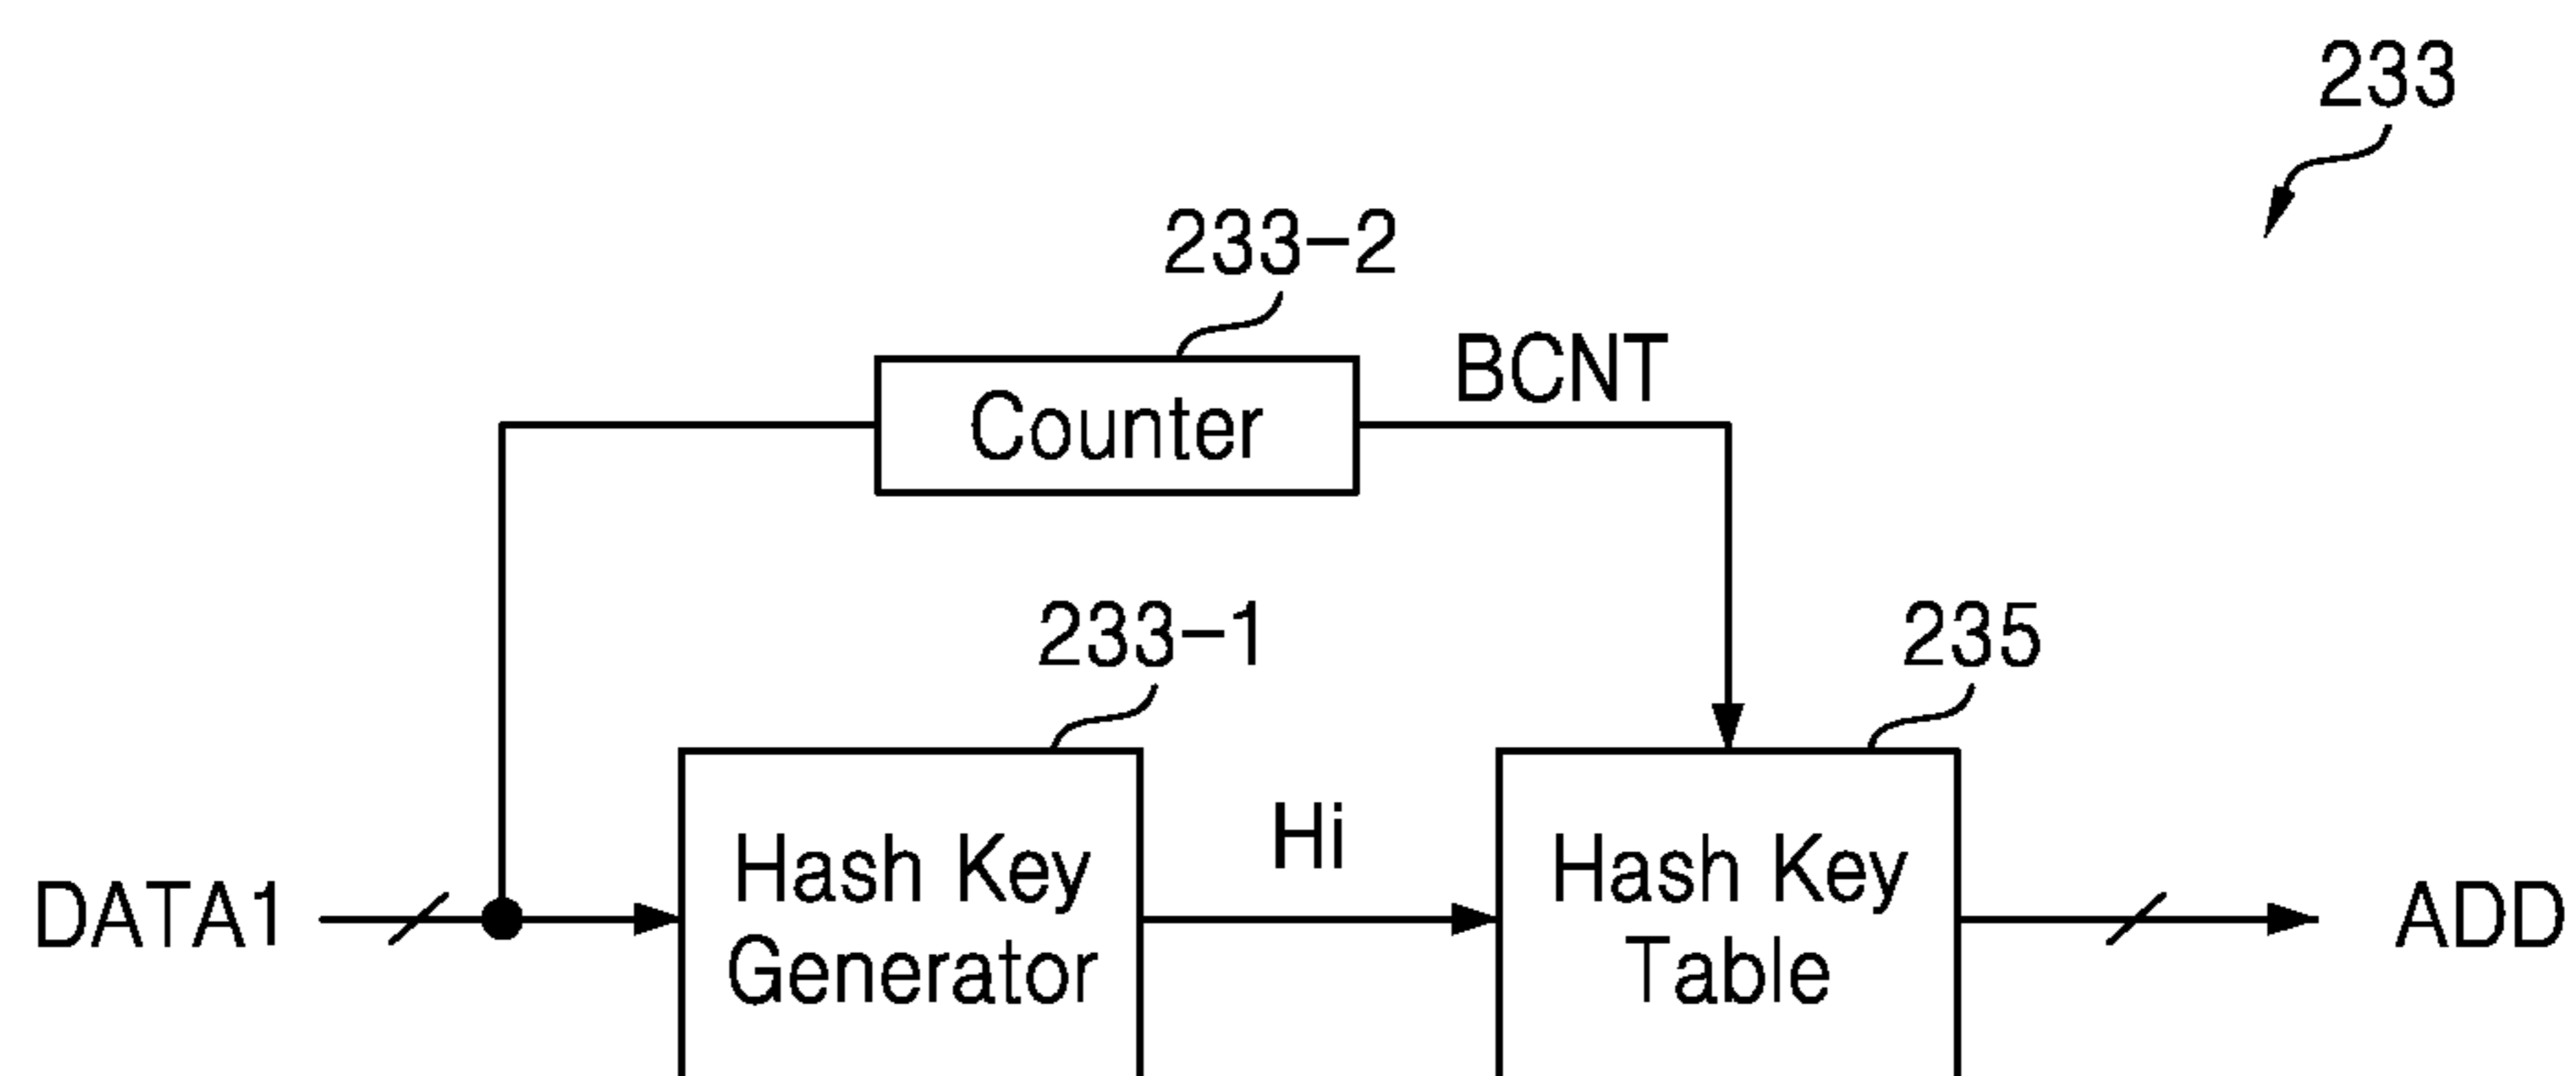 233
233-2
BCNT
Counter
233-1
235
Hi
Hash Key
Generator
Hash Key
Table
DATA1
ADD